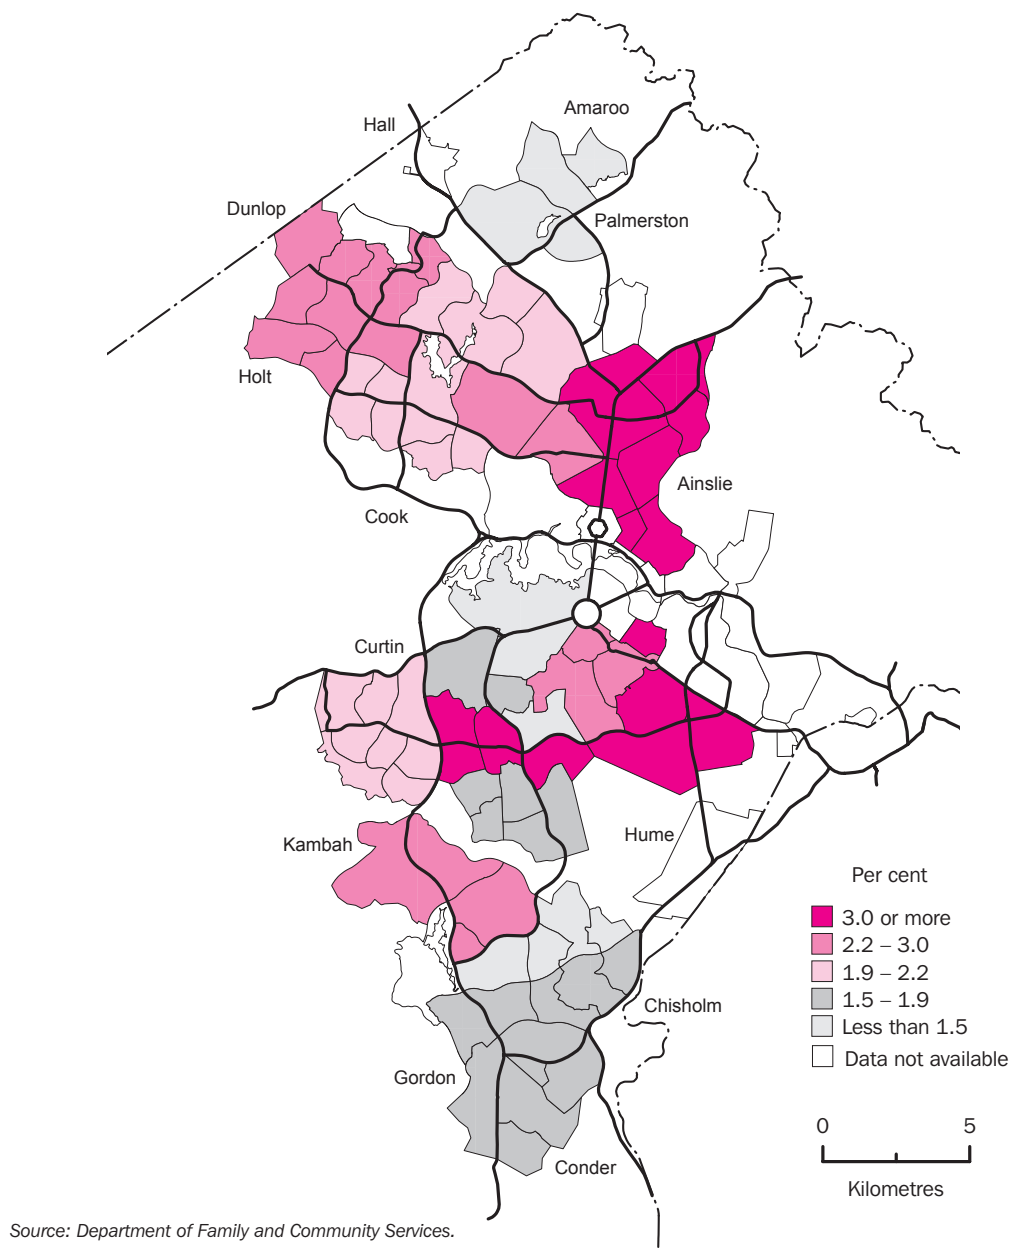 Amaroo
Hall
Dunlop
Palmerston
Holt
Ainslie
Cook
Curtin
Hume
Kambah
Per cent
3.0 or more
2.2 – 3.0
1.9 – 2.2
1.5 – 1.9
Less than 1.5
Data not available
Chisholm
Gordon
0 5
Kilometres
Conder
Source: Department of Family and Community Services.